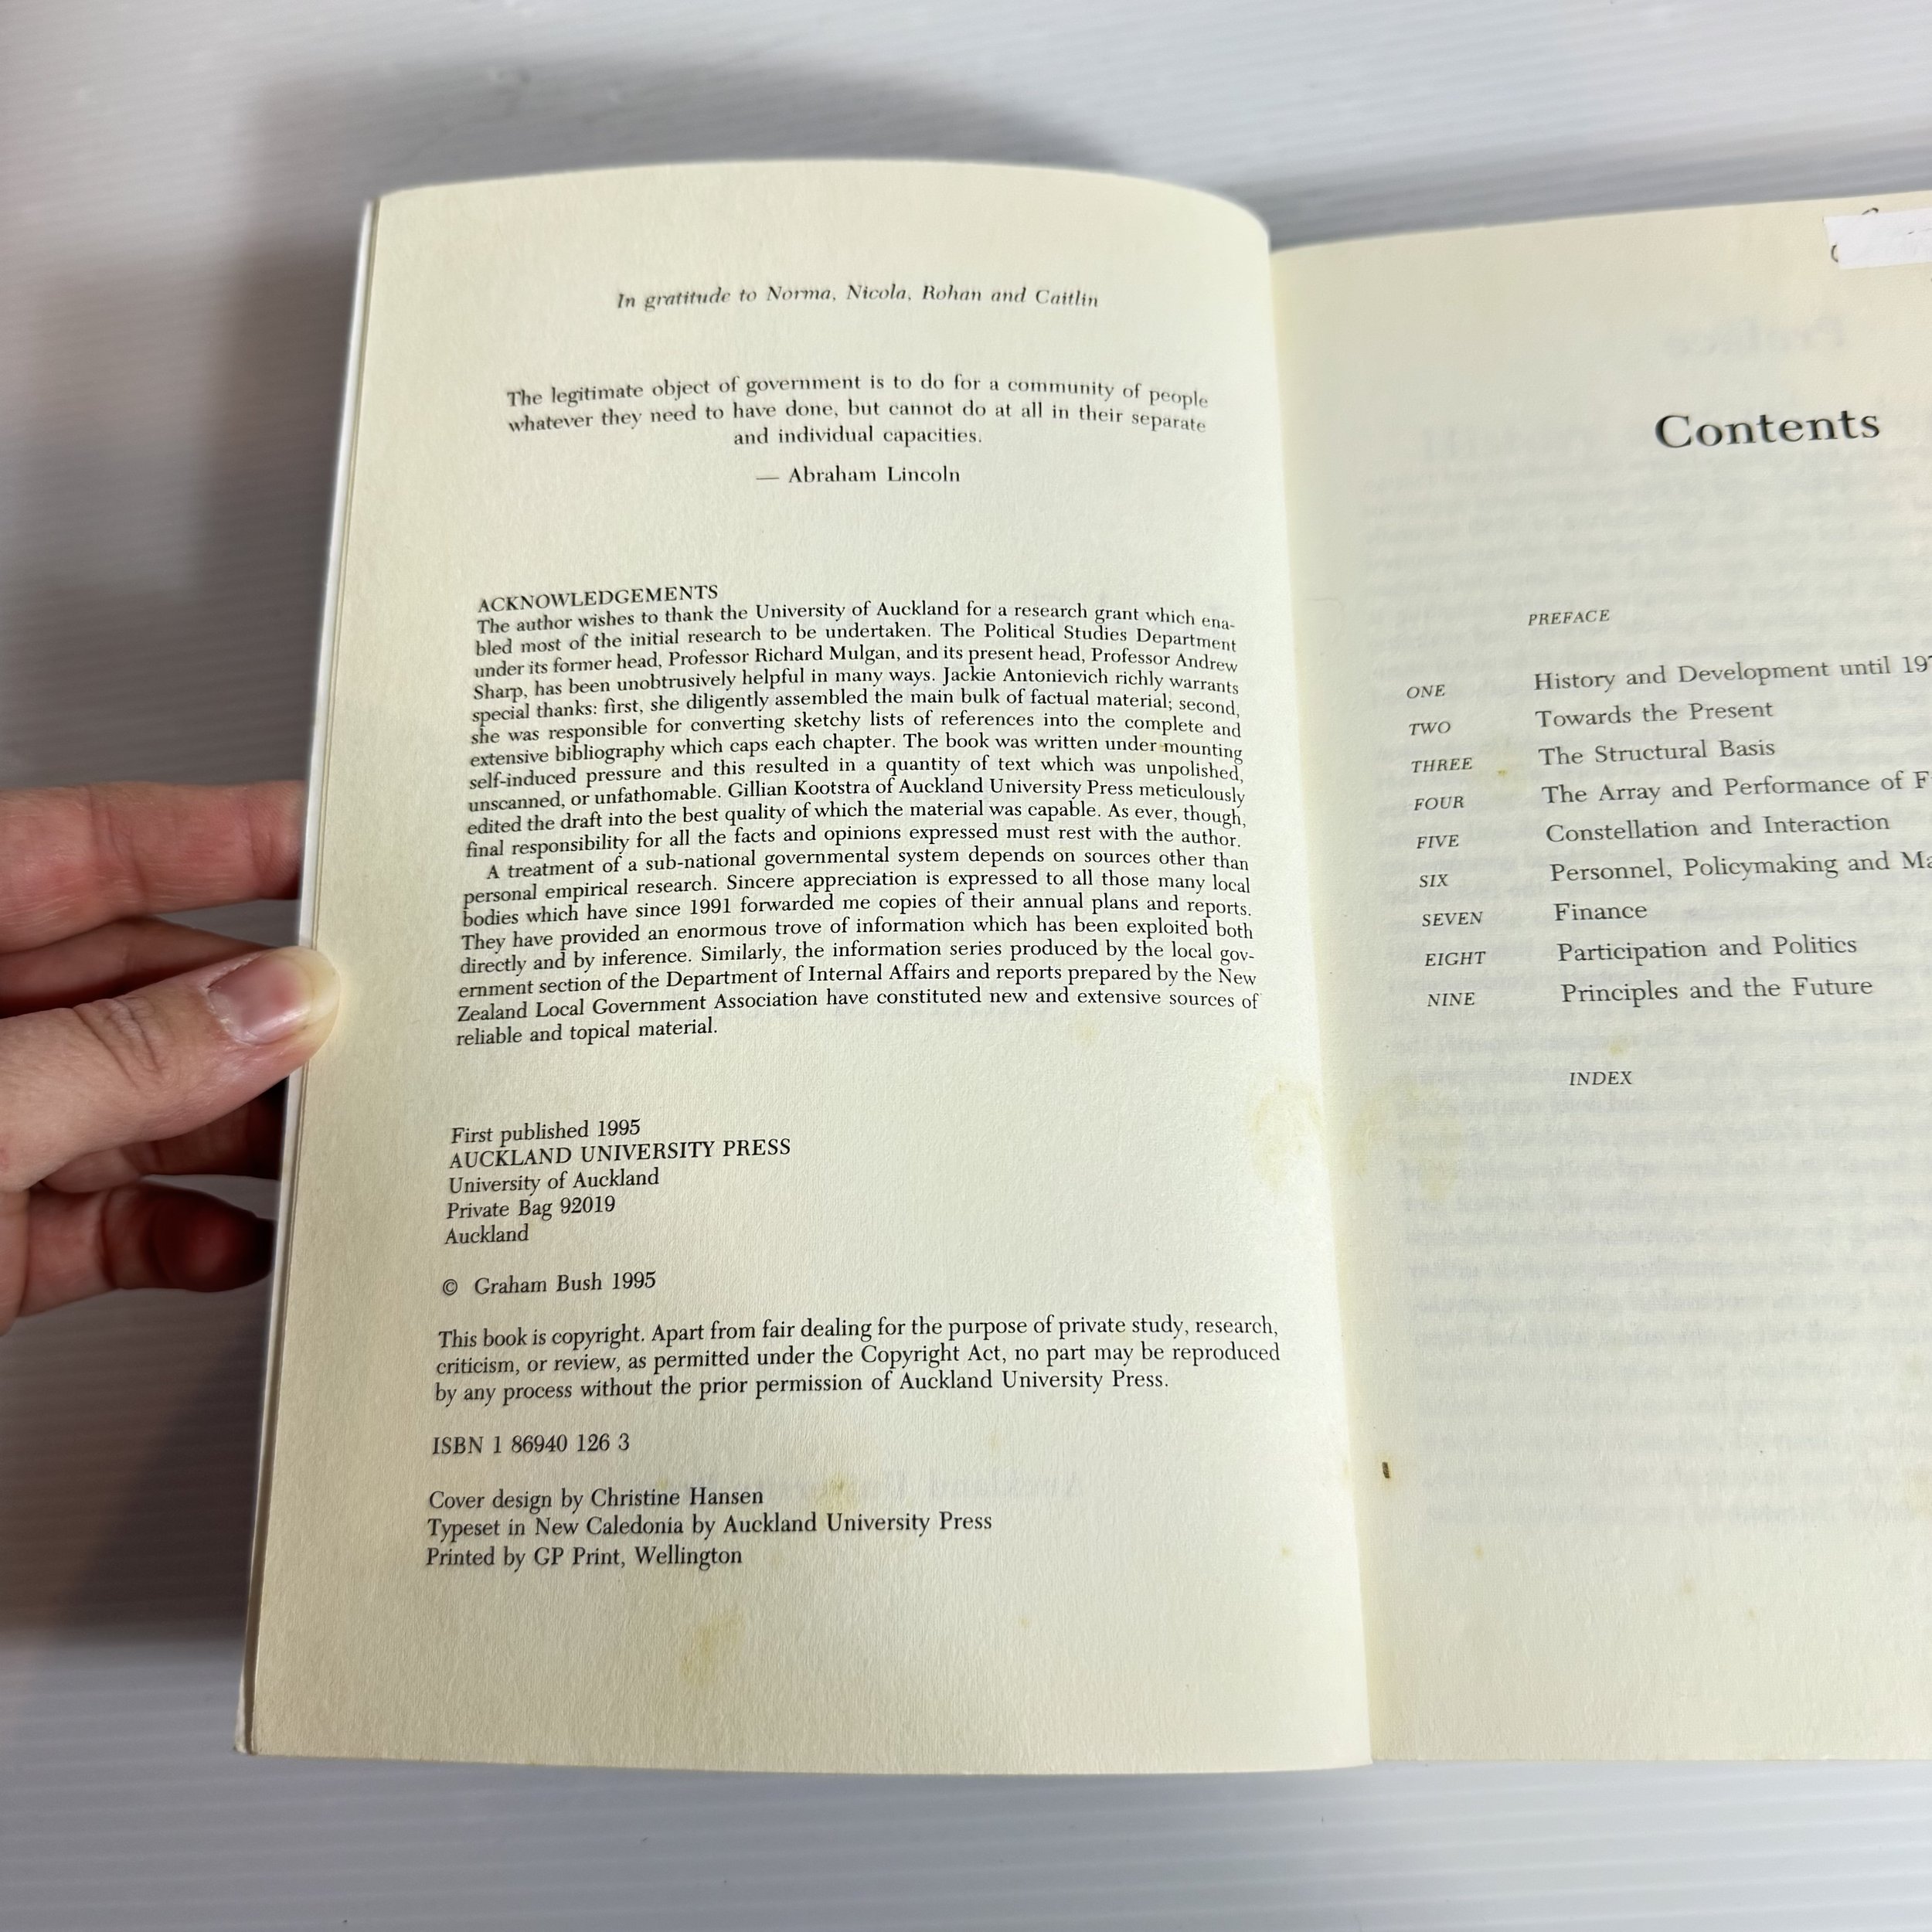 In gratitude to Norma, Nicola, Rohan and Caitlin
The legitimate object of government is to do for a community of people
whatever they need to have done, but cannot do at all in their separate
and individual capacities.
— Abraham Lincoln
ACKNOWLEDGEMENTS
The author wishes to thank the University of Auckland for a research grant which ena-
bled most of the initial research to be undertaken. The Political Studies Department
under its former head, Professor Richard Mulgan, and its present head, Professor Andrew
Sharp, has been unobtrusively helpful in many ways. Jackie Antonievich richly warrants
special thanks: first, she diligently assembled the main bulk of factual material; second,
she was responsible for converting sketchy lists of references into the complete and
extensive bibliography which caps each chapter. The book was written under mounting
self-induced pressure and this resulted in a quantity of text which was unpolished,
unscanned, or unfathomable. Gillian Kootstra of Auckland University Press meticulously
edited the draft into the best quality of which the material was capable. As ever, though,
final responsibility for all the facts and opinions expressed must rest with the author.
A treatment of a sub-national governmental system depends on sources other than
personal empirical research. Sincere appreciation is expressed to all those many local
bodies which have since 1991 forwarded me copies of their annual plans and reports.
They have provided an enormous trove of information which has been exploited both
directly and by inference. Similarly, the information series produced by the local gov-
ernment section of the Department of Internal Affairs and reports prepared by the New
Zealand Local Government Association have constituted new and extensive sources of
reliable and topical material.
First published 1995
AUCKLAND UNIVERSITY PRESS
University of Auckland
Private Bag 92019
Auckland
© Graham Bush 1995
This book is copyright. Apart from fair dealing for the purpose of private study, research,
criticism, or review, as permitted under the Copyright Act, no part may be reproduced
by any process without the prior permission of Auckland University Press.
ISBN 1 86940 126 3
Cover design by Christine Hansen
Typeset in New Caledonia by Auckland University Press
Printed by GP Print, Wellington
Contents
PREFACE
ONE History and Development until
TWO Towards the Present
THREE The Structural Basis
FOUR The Array and Performance of
FIVE Constellation and Interaction
SIX Personnel, Policymaking and
SEVEN Finance
EIGHT Participation and Politics
NINE Principles and the Future
INDEX